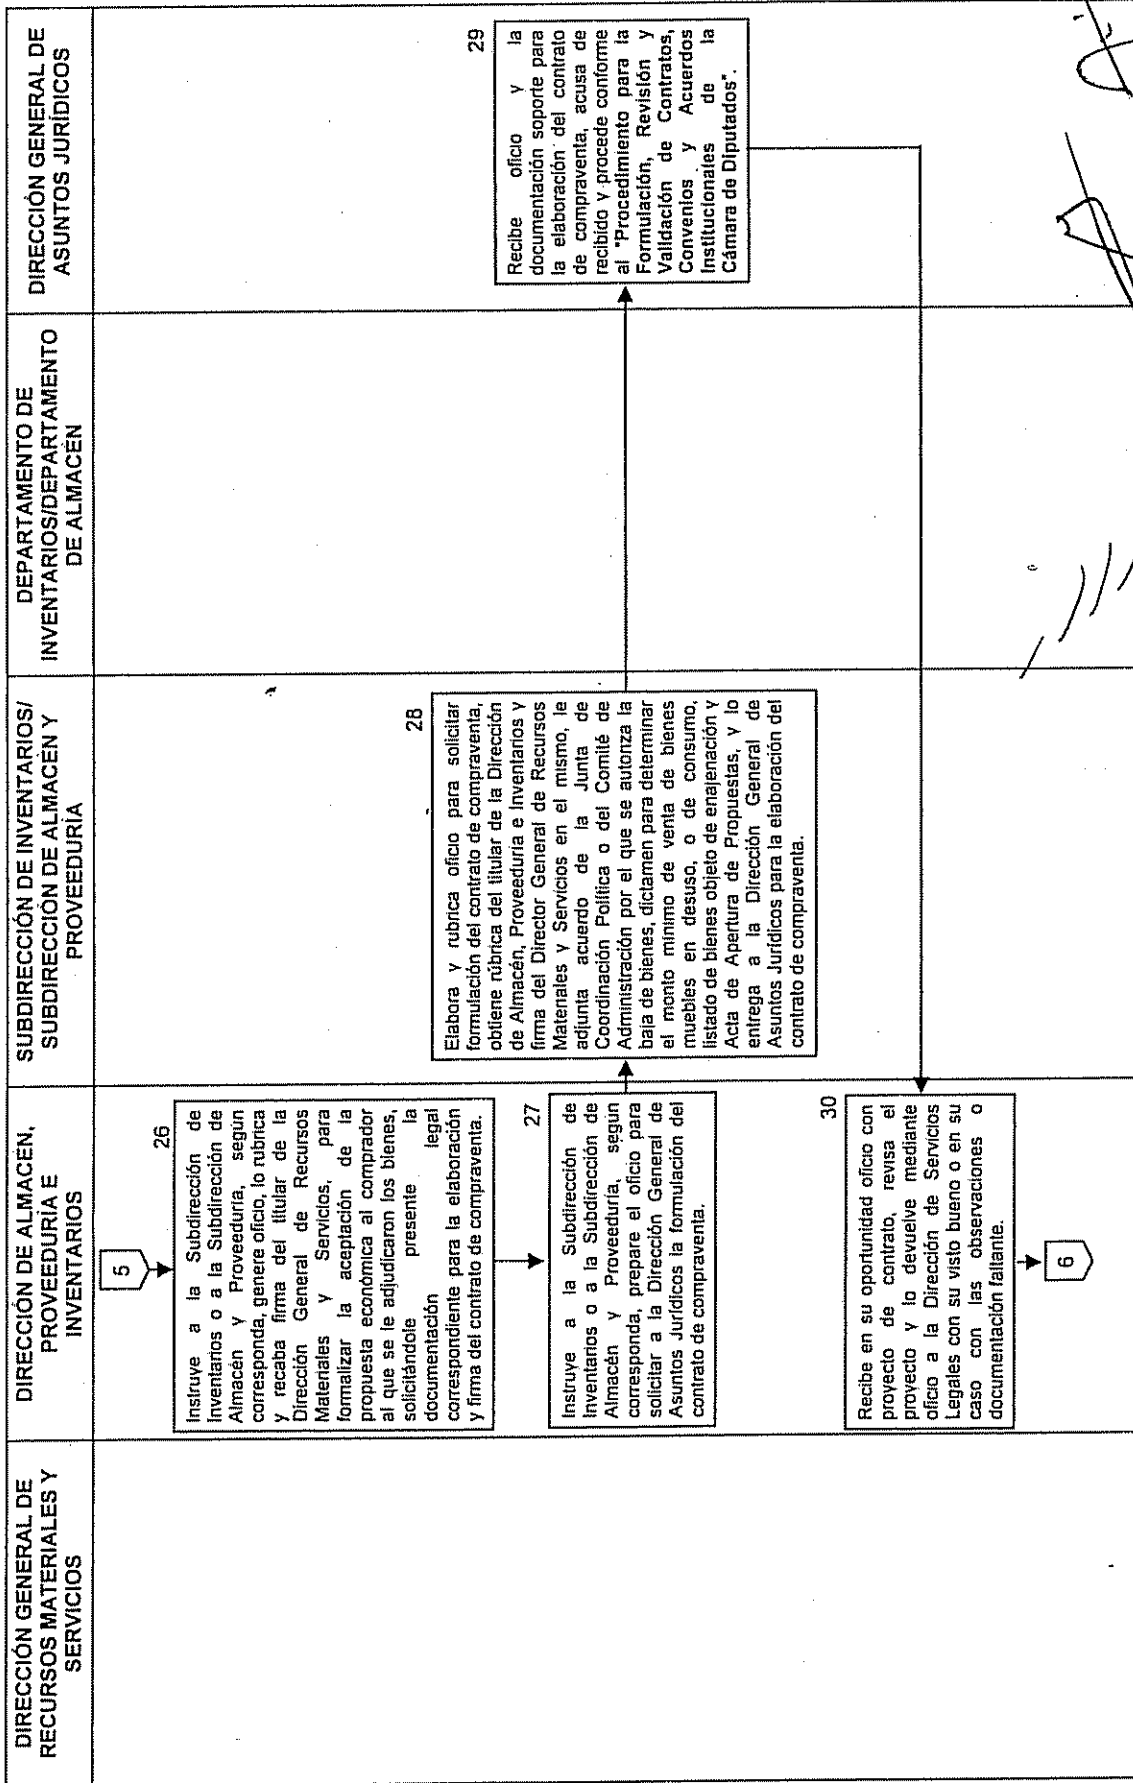 DIRECCIÓN GENERAL DE
RECURSOS MATERIALES Y
SERVICIOS
DIRECCIÓN DE ALMACÉN,
PROVEEDURÍA E
INVENTARIOS
SUBDIRECCIÓN DE INVENTARIOS/
SUBDIRECCIÓN DE ALMACÉN Y
PROVEEDURÍA
DEPARTAMENTO DE
INVENTARIOS/DEPARTAMENTO
DE ALMACÉN
DIRECCIÓN GENERAL DE
ASUNTOS JURÍDICOS
5
26
Instruye a la Subdirección de
Inventarios o a la Subdirección de
Almacén y Proveeduría, según
corresponda, genere oficio, lo rubrica
y recaba firma del titular de la
Dirección General de Recursos
Materiales y Servicios, para
formalizar la aceptación de la
propuesta económica al comprador
al que se le adjudicaron los bienes,
solicitándole presente la
documentación legal
correspondiente para la elaboración
y firma del contrato de compraventa.
27
Instruye a la Subdirección de
Inventarios o a la Subdirección de
Almacén y Proveeduría, según
corresponda, prepare el oficio para
solicitar a la Dirección General de
Asuntos Jurídicos la formulación del
contrato de compraventa.
28
Elabora y rubrica oficio para solicitar
formulación del contrato de compraventa,
obtiene rúbrica del titular de la Dirección
de Almacén, Proveeduría e Inventarios y
firma del Director General de Recursos
Materiales y Servicios en el mismo, le
adjunta acuerdo de la Junta de
Coordinación Política o del Comité de
Administración por el que se autoriza la
baja de bienes, dictamen para determinar
el monto mínimo de venta de bienes
muebles en desuso, o de consumo,
listado de bienes objeto de enajenación y
Acta de Apertura de Propuestas, y lo
entrega a la Dirección General de
Asuntos Jurídicos para la elaboración del
contrato de compraventa.
29
Recibe oficio y la
documentación soporte para
la elaboración del contrato
de compraventa, acusa de
recibido y procede conforme
al "Procedimiento para la
Formulación, Revisión y
Validación de Contratos,
Convenios y Acuerdos
Institucionales de la
Cámara de Diputados".
30
Recibe en su oportunidad oficio con
proyecto de contrato, revisa el
proyecto y lo devuelve mediante
oficio a la Dirección de Servicios
Legales con su visto bueno o en su
caso con las observaciones o
documentación faltante.
6